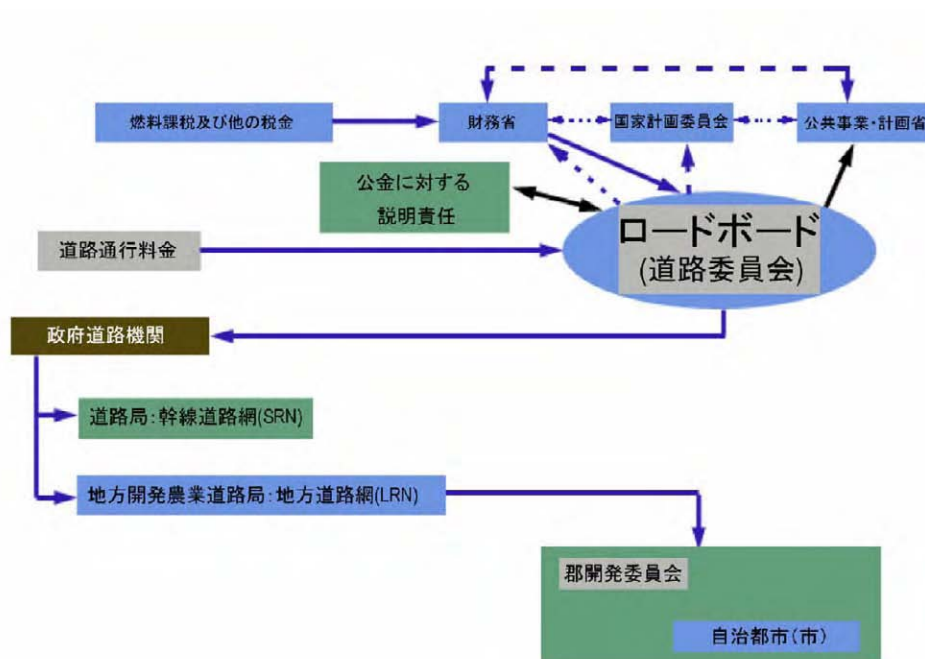 燃料課税及び他の税金
財務省
国家計画委員会
公共事業・計画省
公金に対する
説明責任
ロードボード
(道路委員会)
道路通行料金
政府道路機関
道路局:幹線道路網(SRN)
地方開発農業道路局:地方道路網(LRN)
郡開発委員会
自治都市(市)